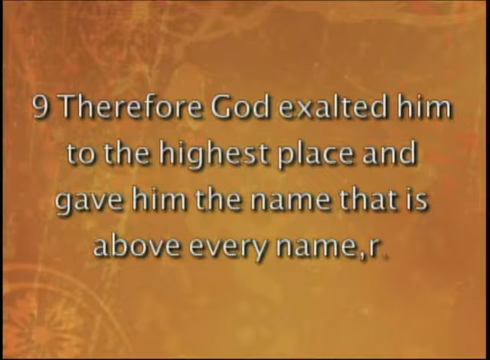 9 Therefore God exalted him
to the highest place and
gave him the name that is
above every name,r.